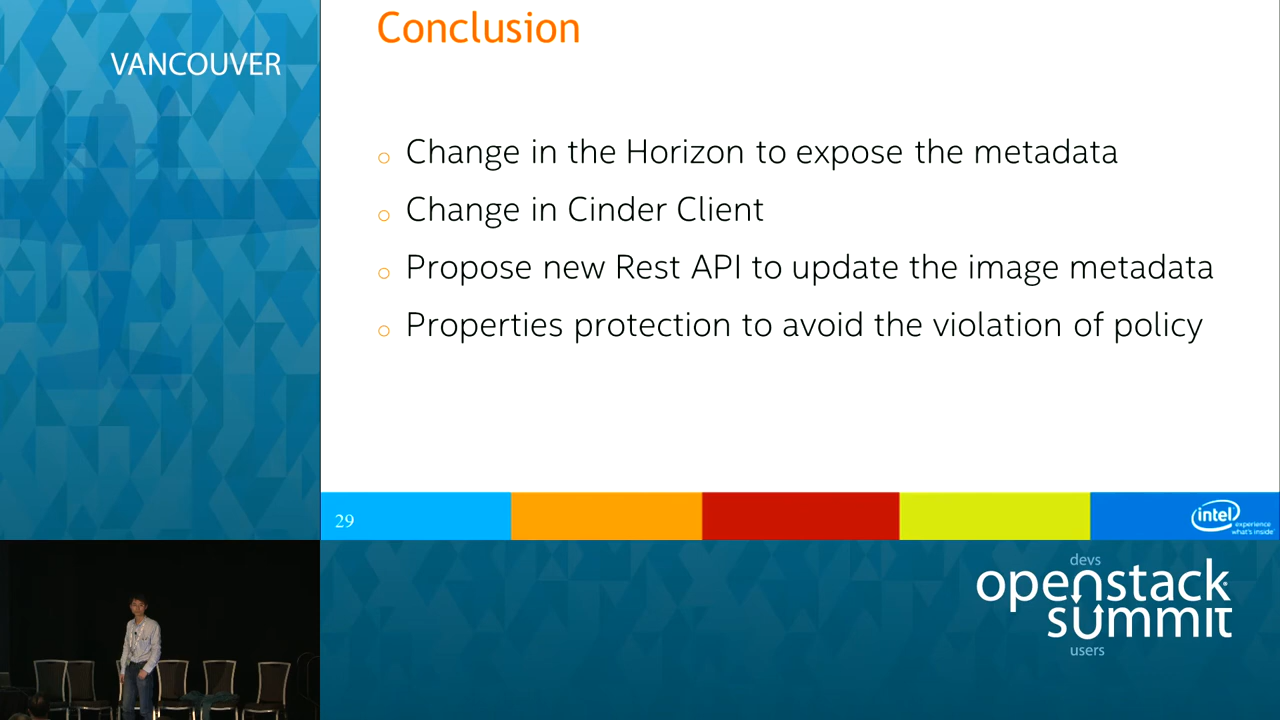 VANCOUVER
Conclusion
Change in the Horizon to expose the metadata
Change in Cinder Client
Propose new Rest API to update the image metadata
Properties protection to avoid the violation of policy
29
intel
experience
what's inside
devs
openstack
summit
users